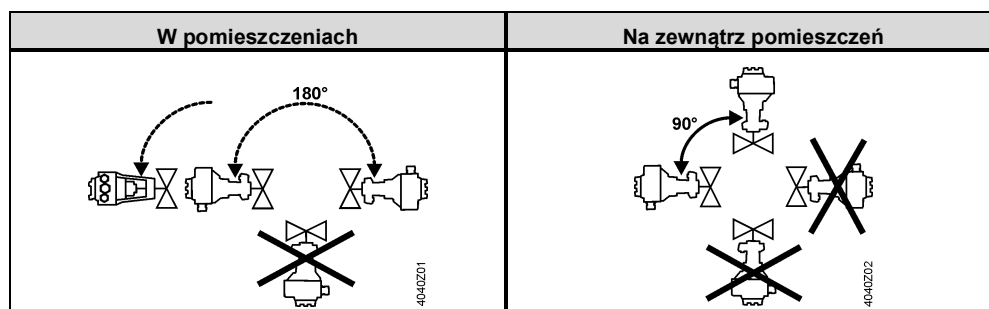 W pomieszczeniach
Na zewnątrz pomieszczeń
180°
4040Z01
90°
4040Z02